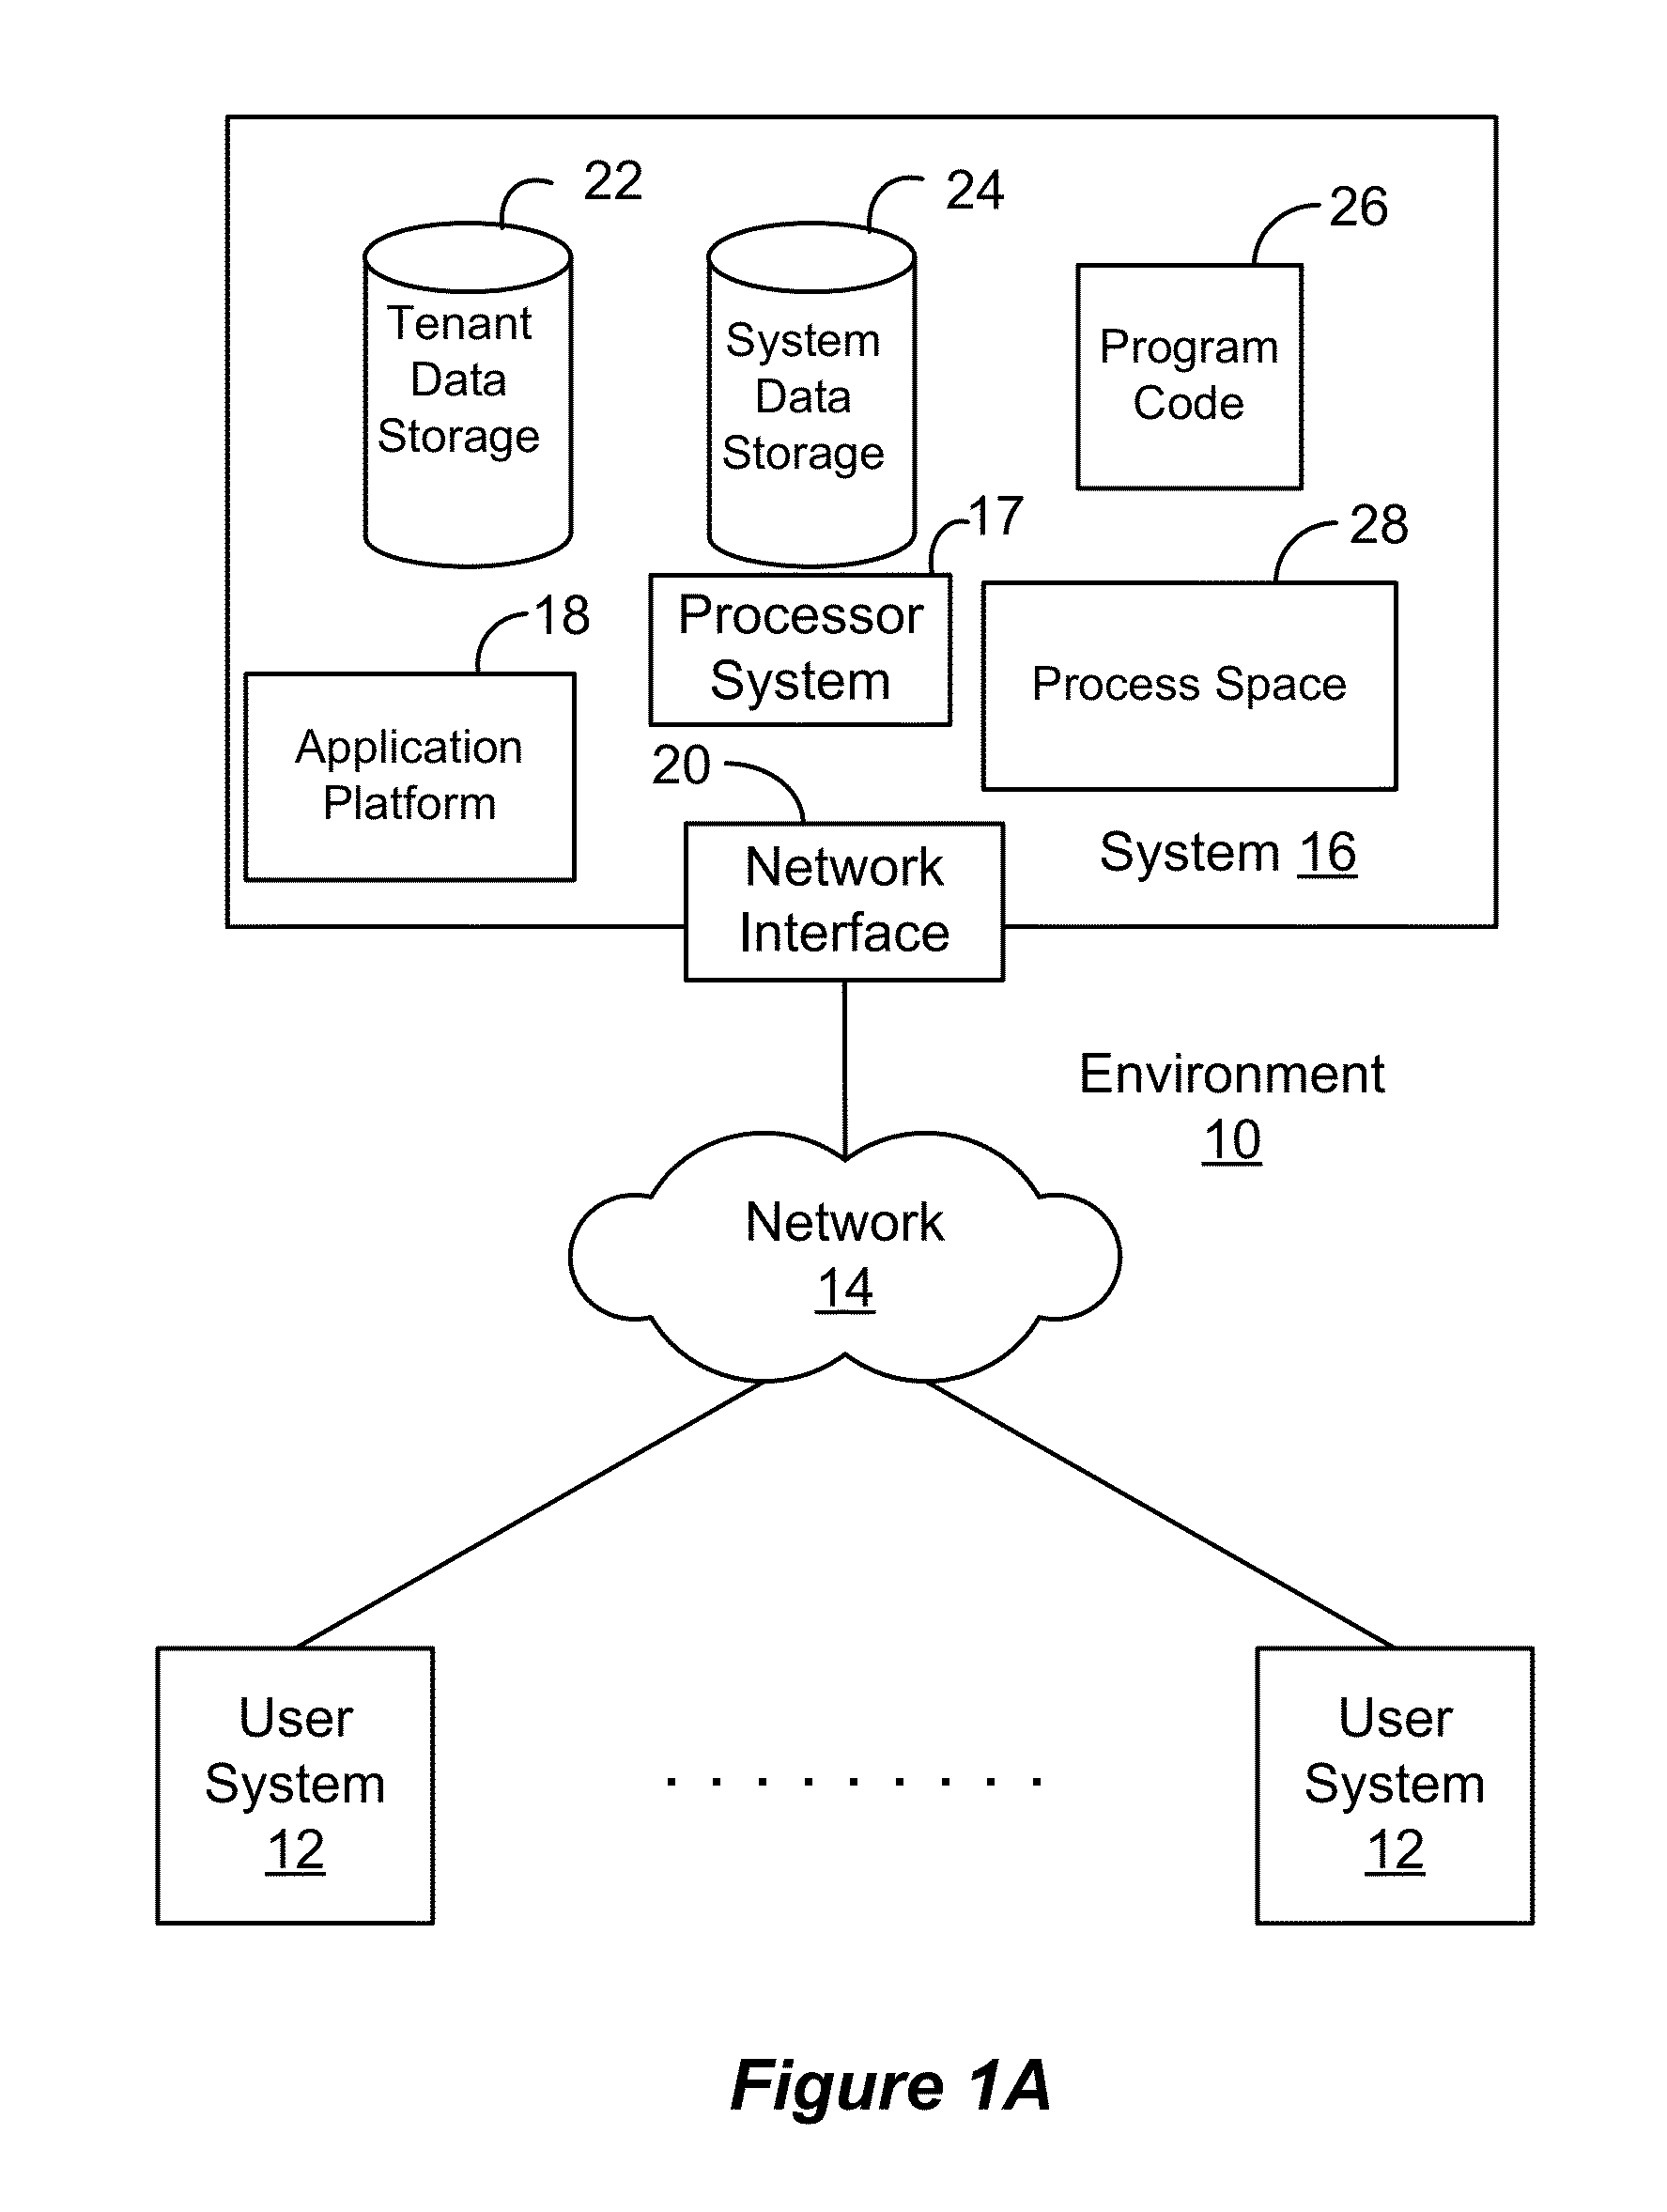 22
24
26
Tenant
Data
Storage
System
Data
Storage
Program
Code
17
28
18
Processor
System
Process Space
Application
Platform
20
Network
Interface
System 16
Environment
10
Network
14
User
System
12
. . . . . . . . .
User
System
12
Figure 1A